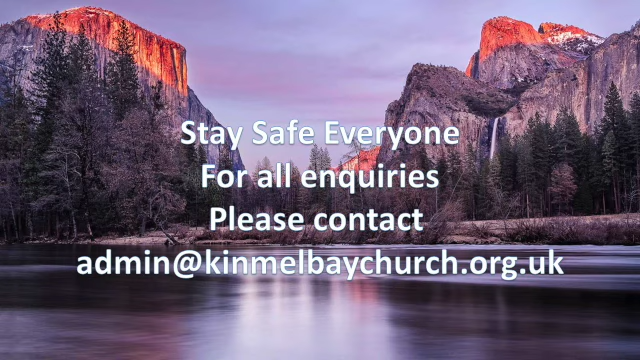 Stay Safe Everyone
For all enquiries
Please contact
admin@kinmelbaychurch.org.uk